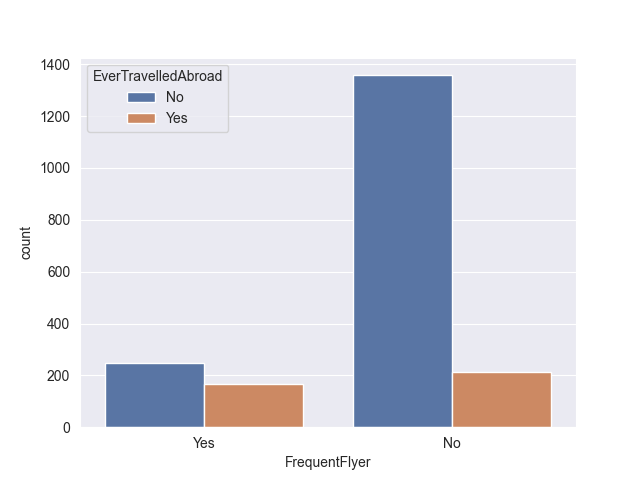 EverTravelledAbroad
No
Yes
1400
1200
1000
800
600
400
200
0
count
Yes No
FrequentFlyer